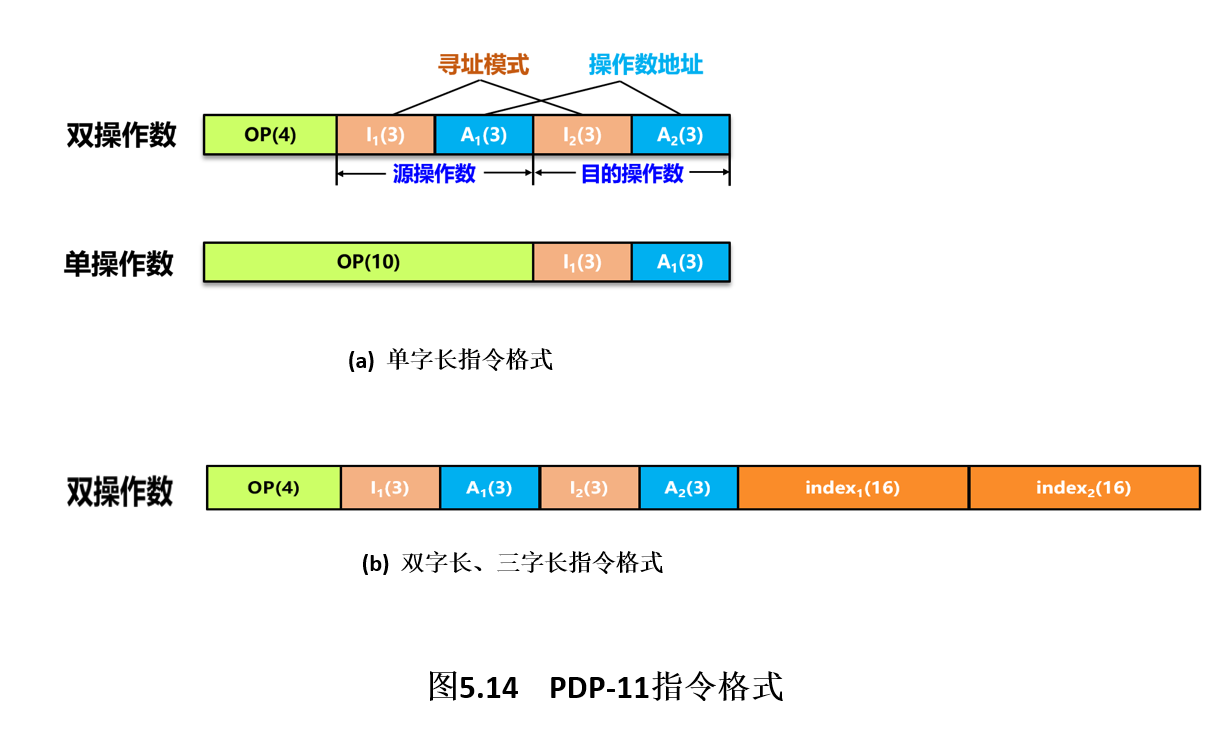 寻址模式 操作数地址
双操作数 OP(4) I₁(3) A₁(3) I₂(3) A₂(3)
源操作数 目的操作数
单操作数 OP(10) I₁(3) A₁(3)
(a) 单字长指令格式
双操作数 OP(4) I₁(3) A₁(3) I₂(3) A₂(3) index₁(16) index₂(16)
(b) 双字长、三字长指令格式
图5.14 PDP-11指令格式